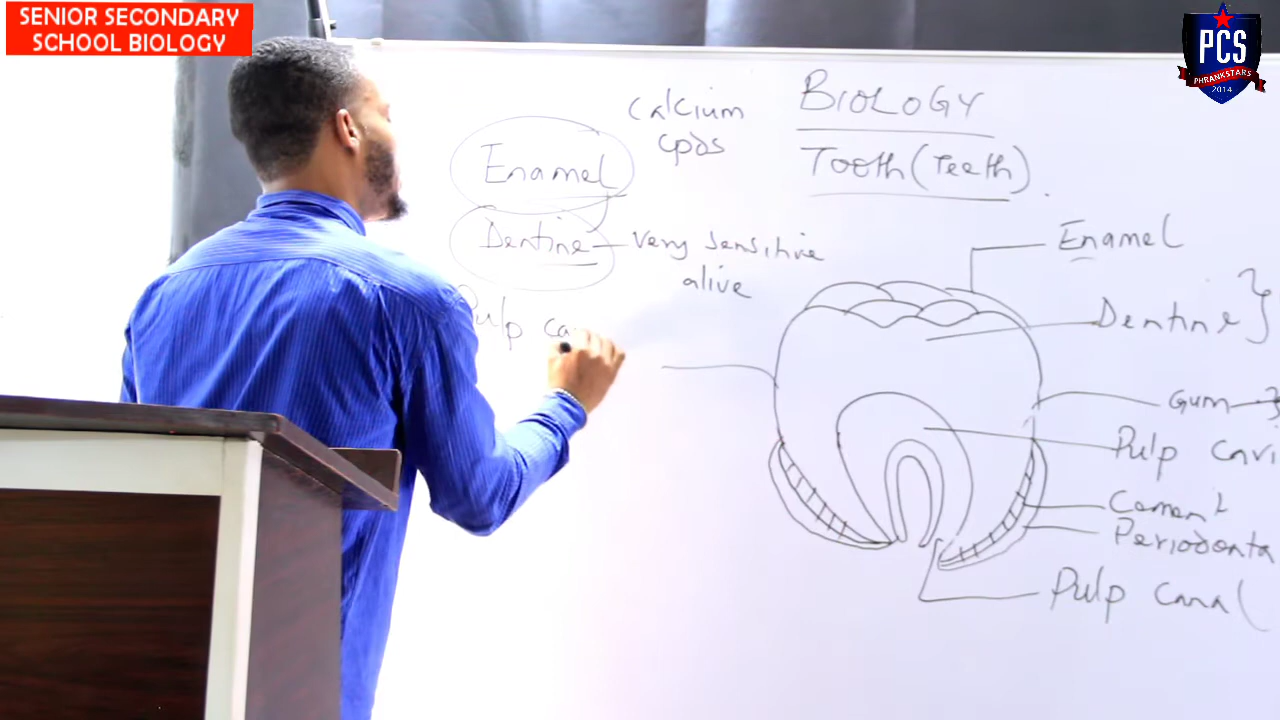 SENIOR SECONDARY
SCHOOL BIOLOGY
PCS
PHRANKSTARS
2014
BIOLOGY
Tooth (Teeth).
calcium
cpds
Enamel
Dentine – very sensitive
alive
Pulp ca
Enamel
Dentine }
Gum
Pulp cavi
Cement
Periodonta
Pulp canal